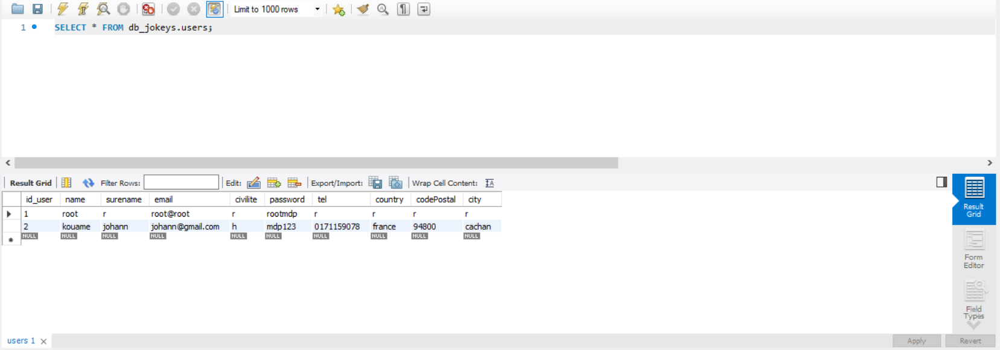 Limit to 1000 rows
1 SELECT * FROM db_jokeys.users;
Result Grid Filter Rows: Edit: Export/Import: Wrap Cell Content:
id_user name surename email civilite password tel country codePostal city
1 root r root@root r rootmdp r r r r
2 kouame johann johann@gmail.com h mdp123 0171159078 france 94800 cachan
NULL NULL NULL NULL NULL NULL NULL NULL NULL NULL
Result
Grid
Form
Editor
Field
Types
users 1
Apply Revert